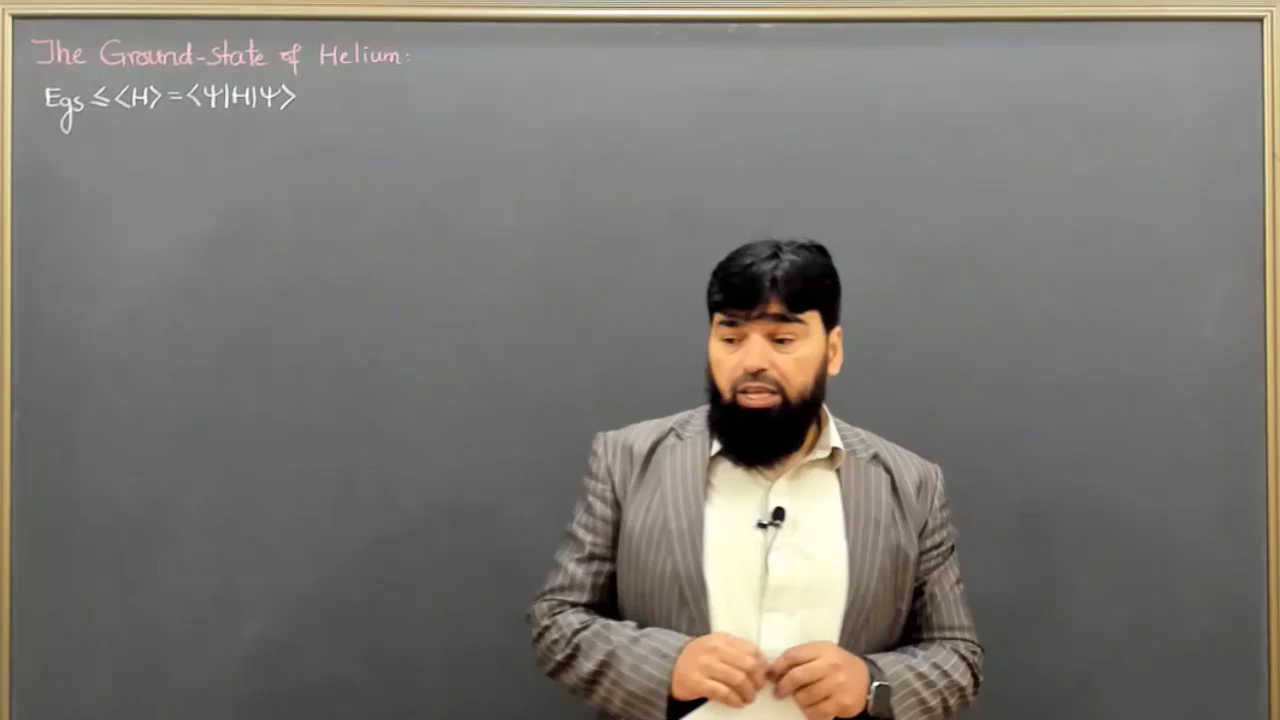 The Ground-state of Helium:
Egs ≤ <H> = <Ψ|H|Ψ>